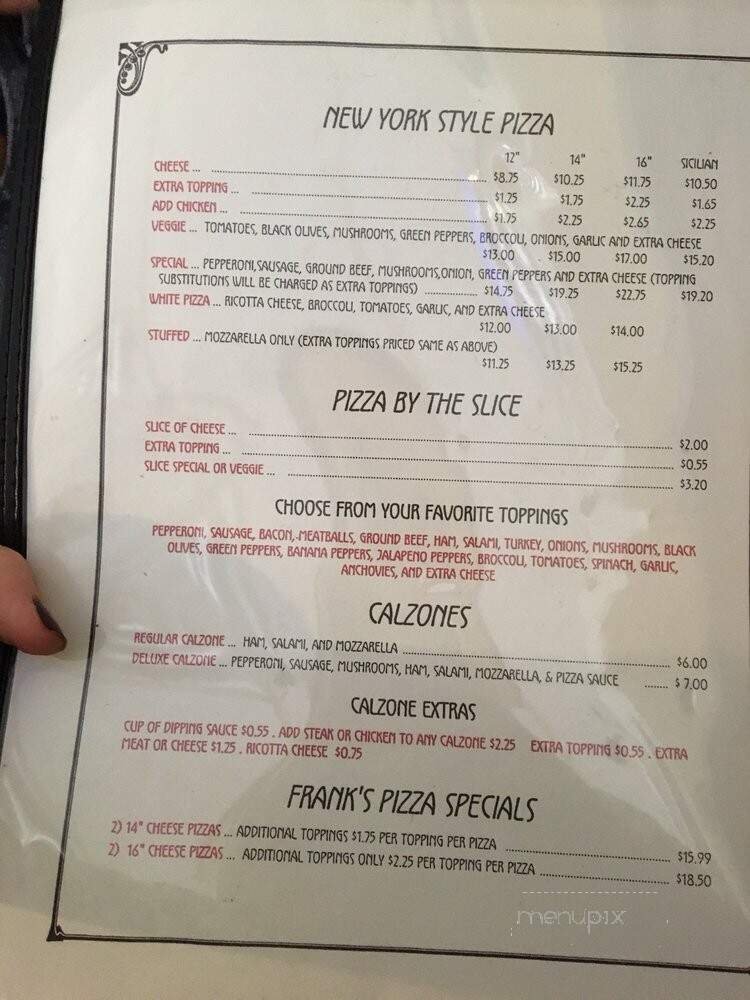 NEW YORK STYLE PIZZA
12" 14" 16" SICILIAN
CHEESE ... $8.75 $10.25 $11.75 $10.50
EXTRA TOPPING ... $1.25 $1.75 $2.25 $1.65
ADD CHICKEN ... $1.75 $2.25 $2.65 $2.25
VEGGIE ... TOMATOES, BLACK OLIVES, MUSHROOMS, GREEN PEPPERS, BROCCOLI, ONIONS, GARLIC AND EXTRA CHEESE
$13.00 $15.00 $17.00 $15.20
SPECIAL ... PEPPERONI,SAUSAGE, GROUND BEEF, MUSHROOMS,ONION, GREEN PEPPERS AND EXTRA CHEESE (TOPPING
SUBSTITUTIONS WILL BE CHARGED AS EXTRA TOPPINGS) $14.75 $19.25 $22.75 $19.20
WHITE PIZZA ... RICOTTA CHEESE, BROCCOLI, TOMATOES, GARLIC, AND EXTRA CHEESE
$12.00 $13.00 $14.00
STUFFED ... MOZZARELLA ONLY (EXTRA TOPPINGS PRICED SAME AS ABOVE)
$11.25 $13.25 $15.25
PIZZA BY THE SLICE
SLICE OF CHEESE ... $2.00
EXTRA TOPPING ... $0.55
SLICE SPECIAL OR VEGGIE ... $3.20
CHOOSE FROM YOUR FAVORITE TOPPINGS
PEPPERONI, SAUSAGE, BACON, MEATBALLS, GROUND BEEF, HAM, SALAMI, TURKEY, ONIONS, MUSHROOMS, BLACK
OLIVES, GREEN PEPPERS, BANANA PEPPERS, JALAPENO PEPPERS, BROCCOLI, TOMATOES, SPINACH, GARLIC,
ANCHOVIES, AND EXTRA CHEESE
CALZONES
REGULAR CALZONE ... HAM, SALAMI, AND MOZZARELLA $6.00
DELUXE CALZONE ... PEPPERONI, SAUSAGE, MUSHROOMS, HAM, SALAMI, MOZZARELLA, & PIZZA SAUCE $ 7.00
CALZONE EXTRAS
CUP OF DIPPING SAUCE $0.55 . ADD STEAK OR CHICKEN TO ANY CALZONE $2.25 EXTRA TOPPING $0.55 . EXTRA
MEAT OR CHEESE $1.25 . RICOTTA CHEESE $0.75
FRANK'S PIZZA SPECIALS
2) 14" CHEESE PIZZAS ... ADDITIONAL TOPPINGS $1.75 PER TOPPING PER PIZZA $15.99
2) 16" CHEESE PIZZAS ... ADDITIONAL TOPPINGS ONLY $2.25 PER TOPPING PER PIZZA $18.50
menupix